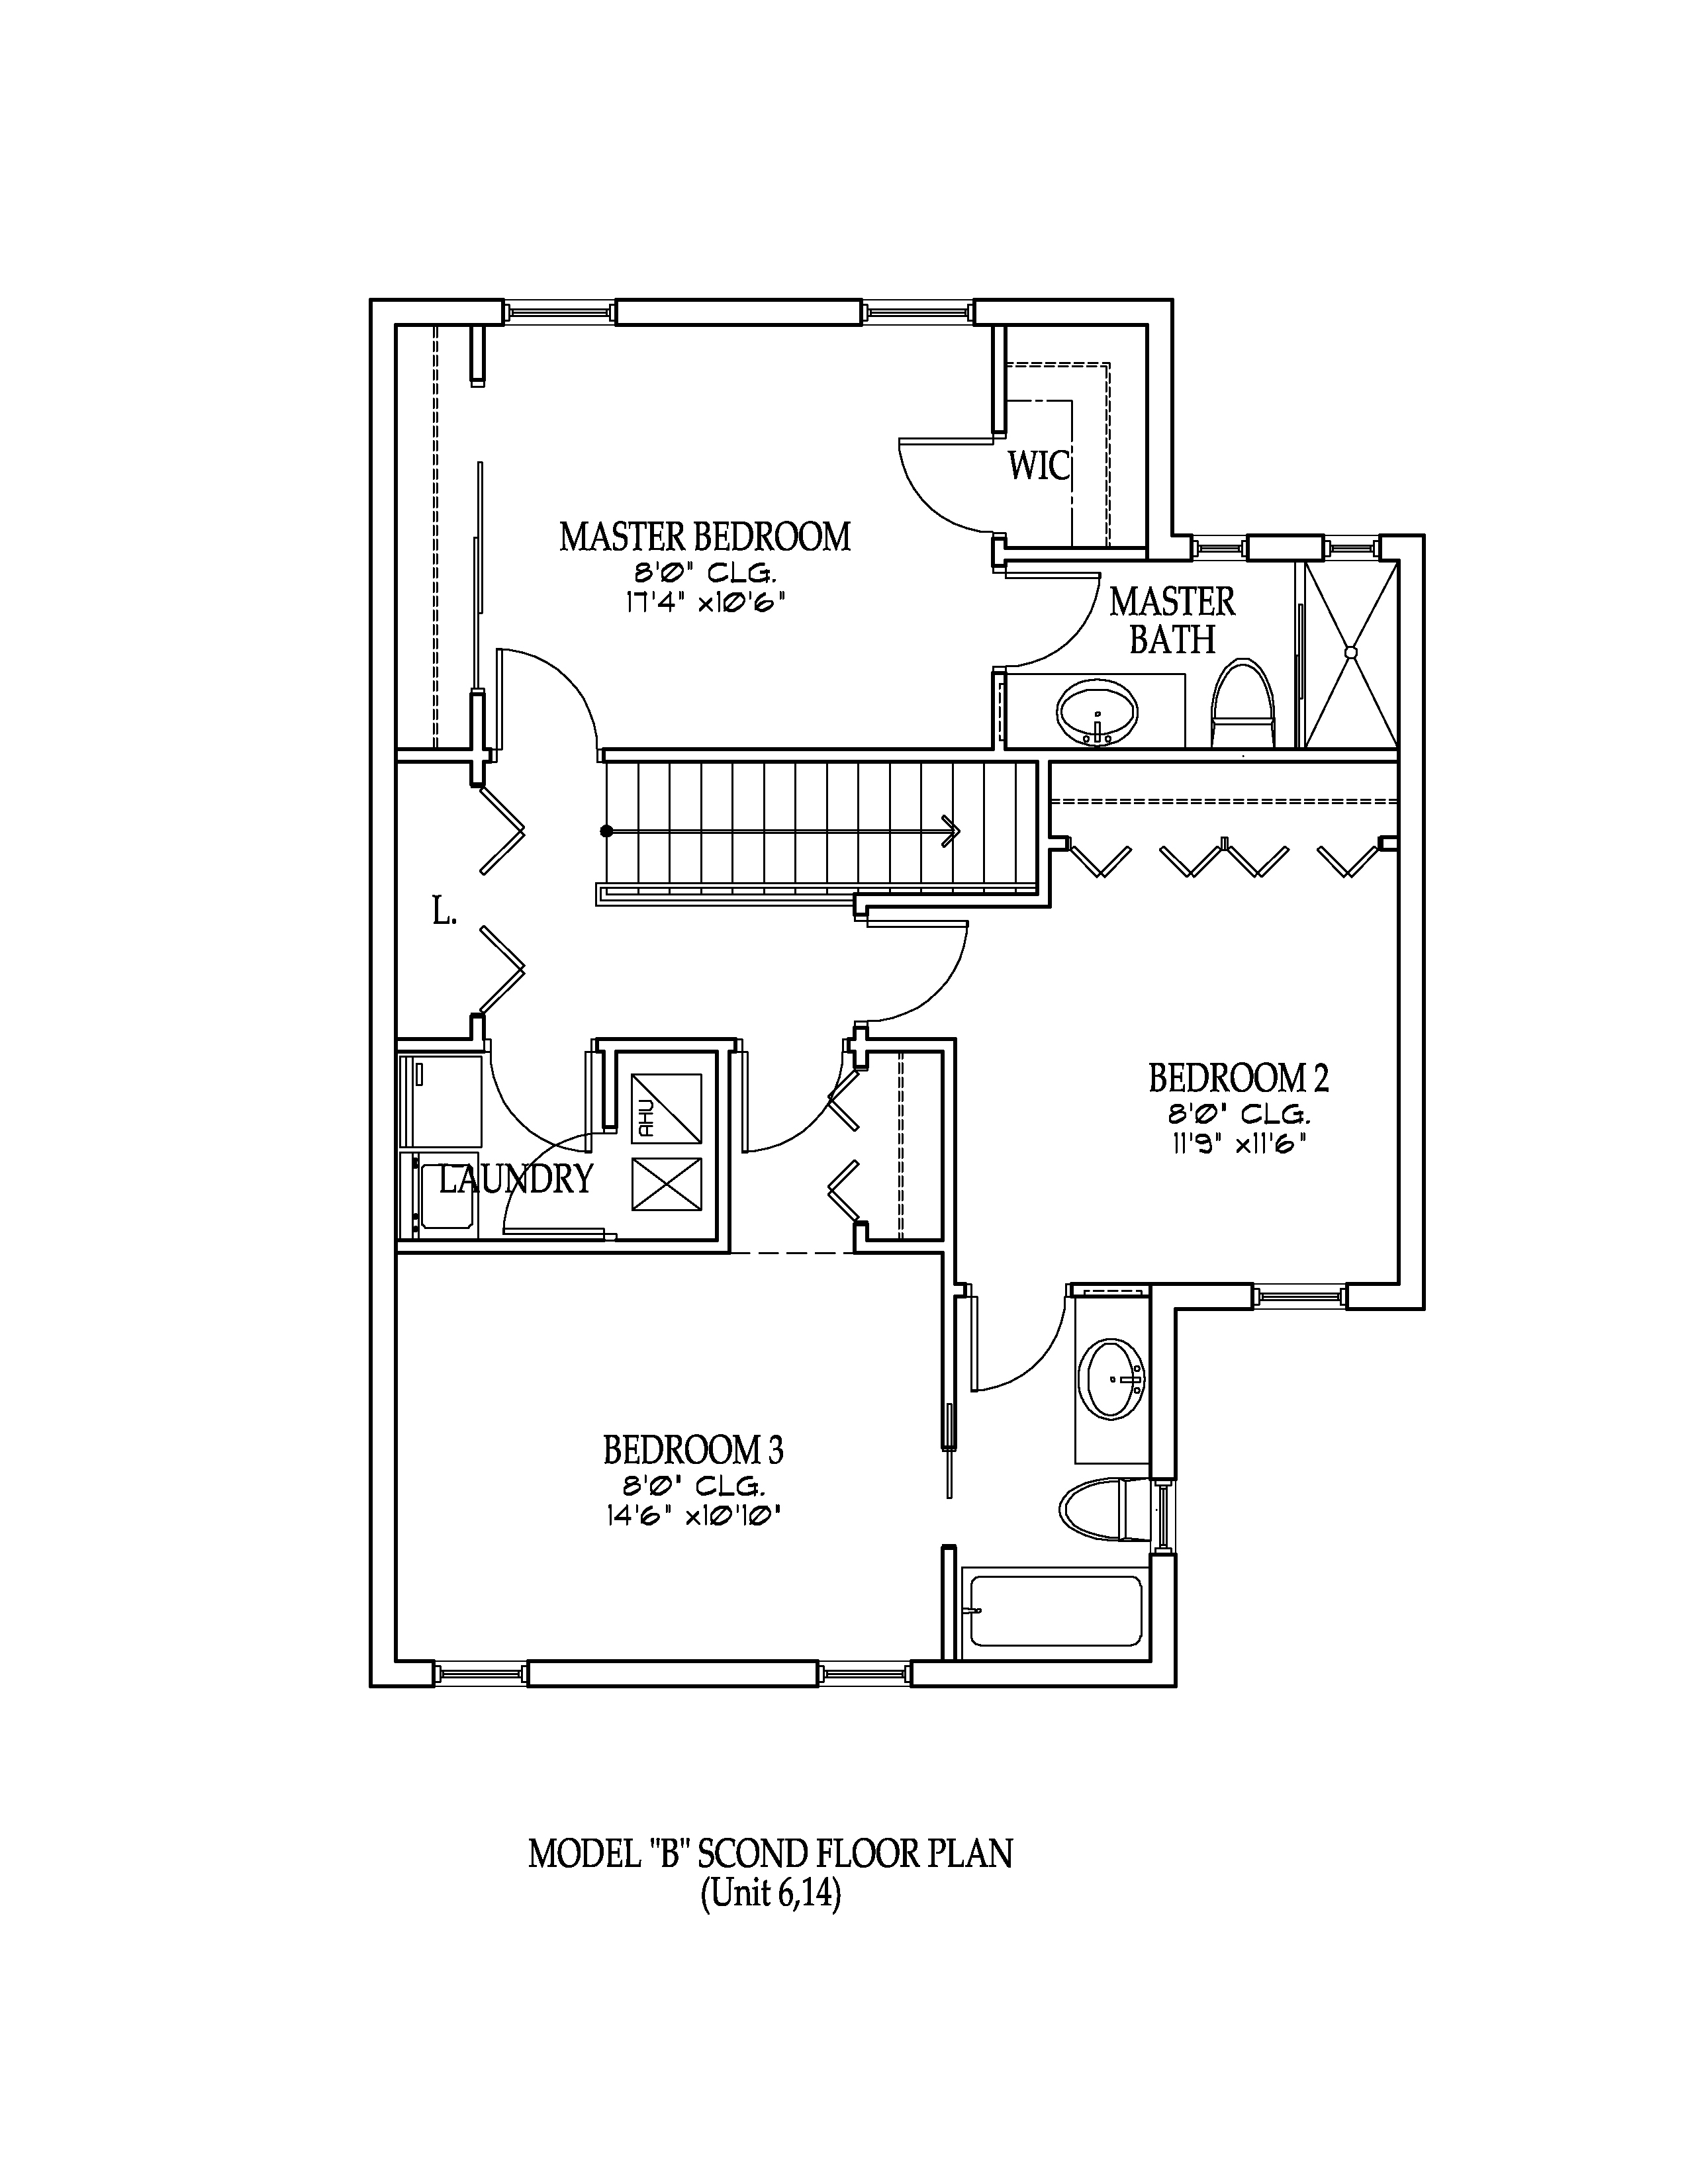 WIC
MASTER BEDROOM
8'0" CLG.
17'4" x10'6"
MASTER
BATH
L.
BEDROOM 2
8'0" CLG.
11'9" x11'6"
AHU
LAUNDRY
BEDROOM 3
8'0" CLG.
14'6" x10'10"
MODEL "B" SCOND FLOOR PLAN
(Unit 6,14)